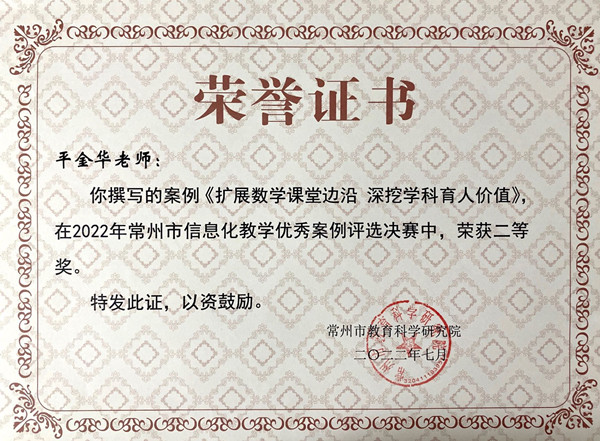 荣誉证书
平金华老师：
你撰写的案例《扩展数学课堂边沿 深挖学科育人价值》，
在2022年常州市信息化教学优秀案例评选决赛中，荣获二等
奖。
特发此证，以资鼓励。
常州市教育科学研究院
二〇二二年七月